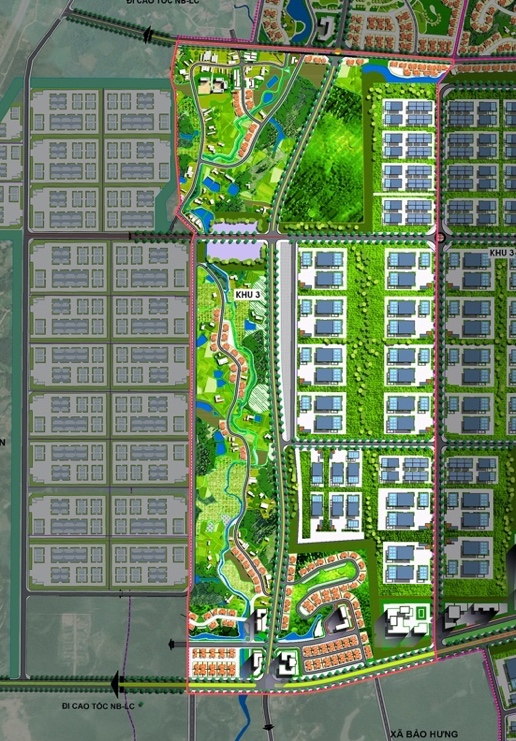 ĐI CAO TỐC NB-LC
KHU 3
KHU 3
N
ĐI CAO TỐC NB-LC
XÃ BẢO HƯNG